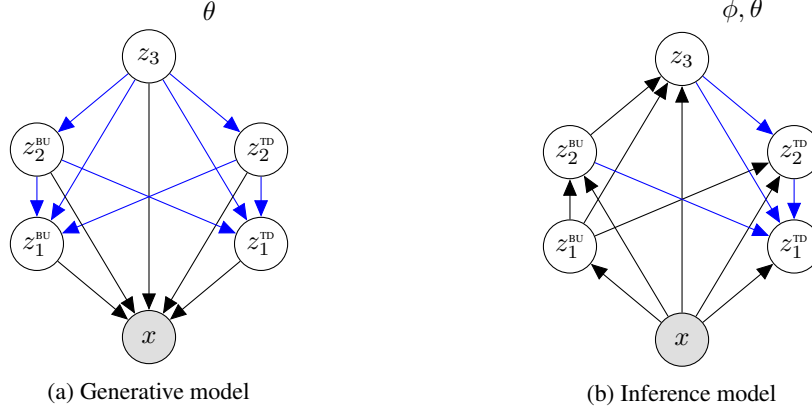 θ
z₃
z₂ᴮᵁ
z₂ᵀᴰ
z₁ᴮᵁ
z₁ᵀᴰ
x
(a) Generative model
ϕ, θ
z₃
z₂ᴮᵁ
z₂ᵀᴰ
z₁ᴮᵁ
z₁ᵀᴰ
x
(b) Inference model